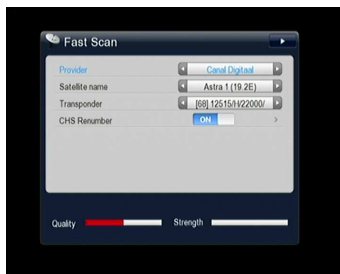 Fast Scan
Provider Canal Digitaal
Satellite name Astra 1 (19.2E)
Transponder [68] 12515/H/22000/
CHS Renumber ON
Quality Strength